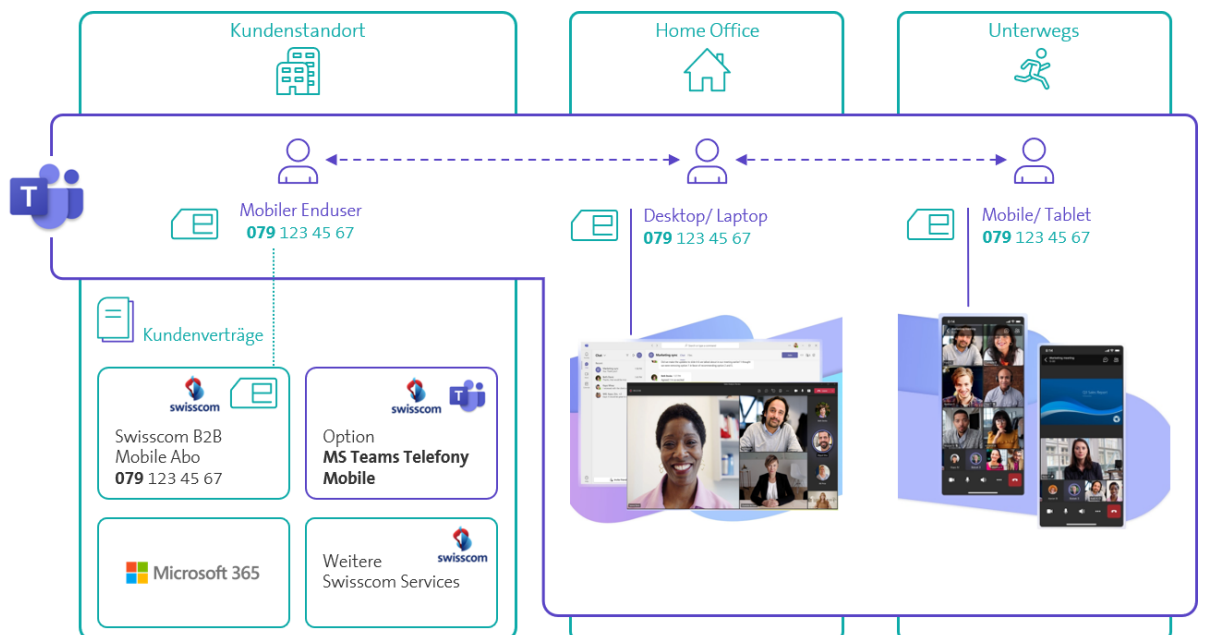 Kundenstandort
Home Office
Unterwegs
T
Mobiler Enduser
079 123 45 67
Desktop/ Laptop
079 123 45 67
Mobile/ Tablet
079 123 45 67
Kundenverträge
swisscom
Swisscom B2B
Mobile Abo
079 123 45 67
swisscom
T
Option
MS Teams Telefony
Mobile
Microsoft 365
swisscom
Weitere
Swisscom Services